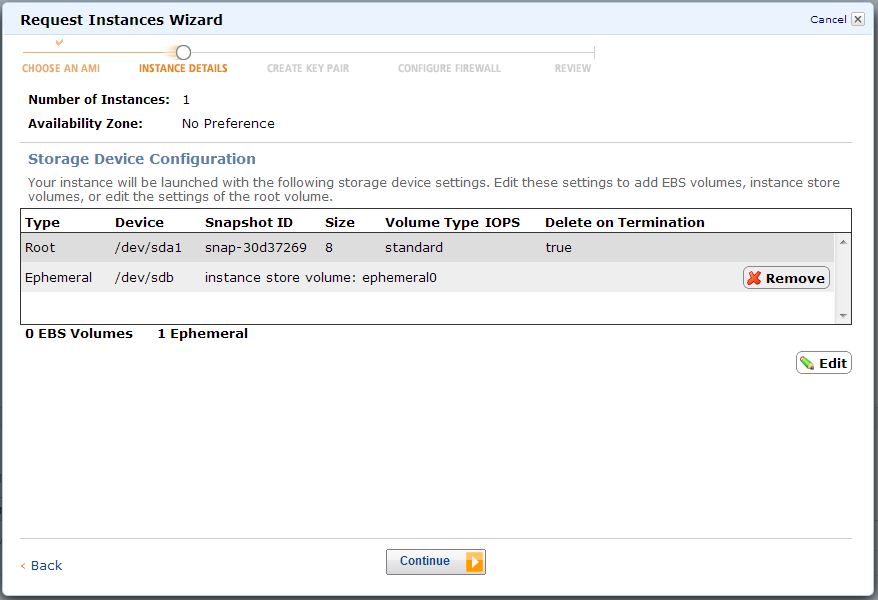 Request Instances Wizard
Cancel
CHOOSE AN AMI INSTANCE DETAILS CREATE KEY PAIR CONFIGURE FIREWALL REVIEW
Number of Instances: 1
Availability Zone: No Preference
Storage Device Configuration
Your instance will be launched with the following storage device settings. Edit these settings to add EBS volumes, instance store
volumes, or edit the settings of the root volume.
Type Device Snapshot ID Size Volume Type IOPS Delete on Termination
Root /dev/sda1 snap-30d37269 8 standard true
Ephemeral /dev/sdb instance store volume: ephemeral0 Remove
0 EBS Volumes 1 Ephemeral
Edit
< Back
Continue